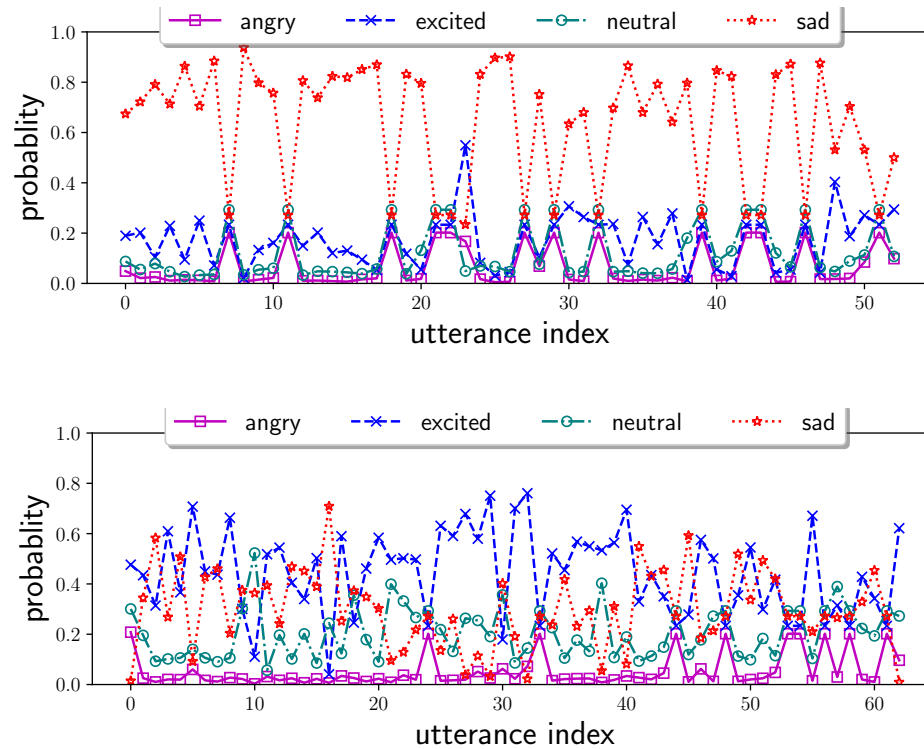 angry excited neutral sad
1.0
0.8
0.6
0.4
0.2
0.0
probablity
0 10 20 30 40 50
utterance index
angry excited neutral sad
1.0
0.8
0.6
0.4
0.2
0.0
probablity
0 10 20 30 40 50 60
utterance index